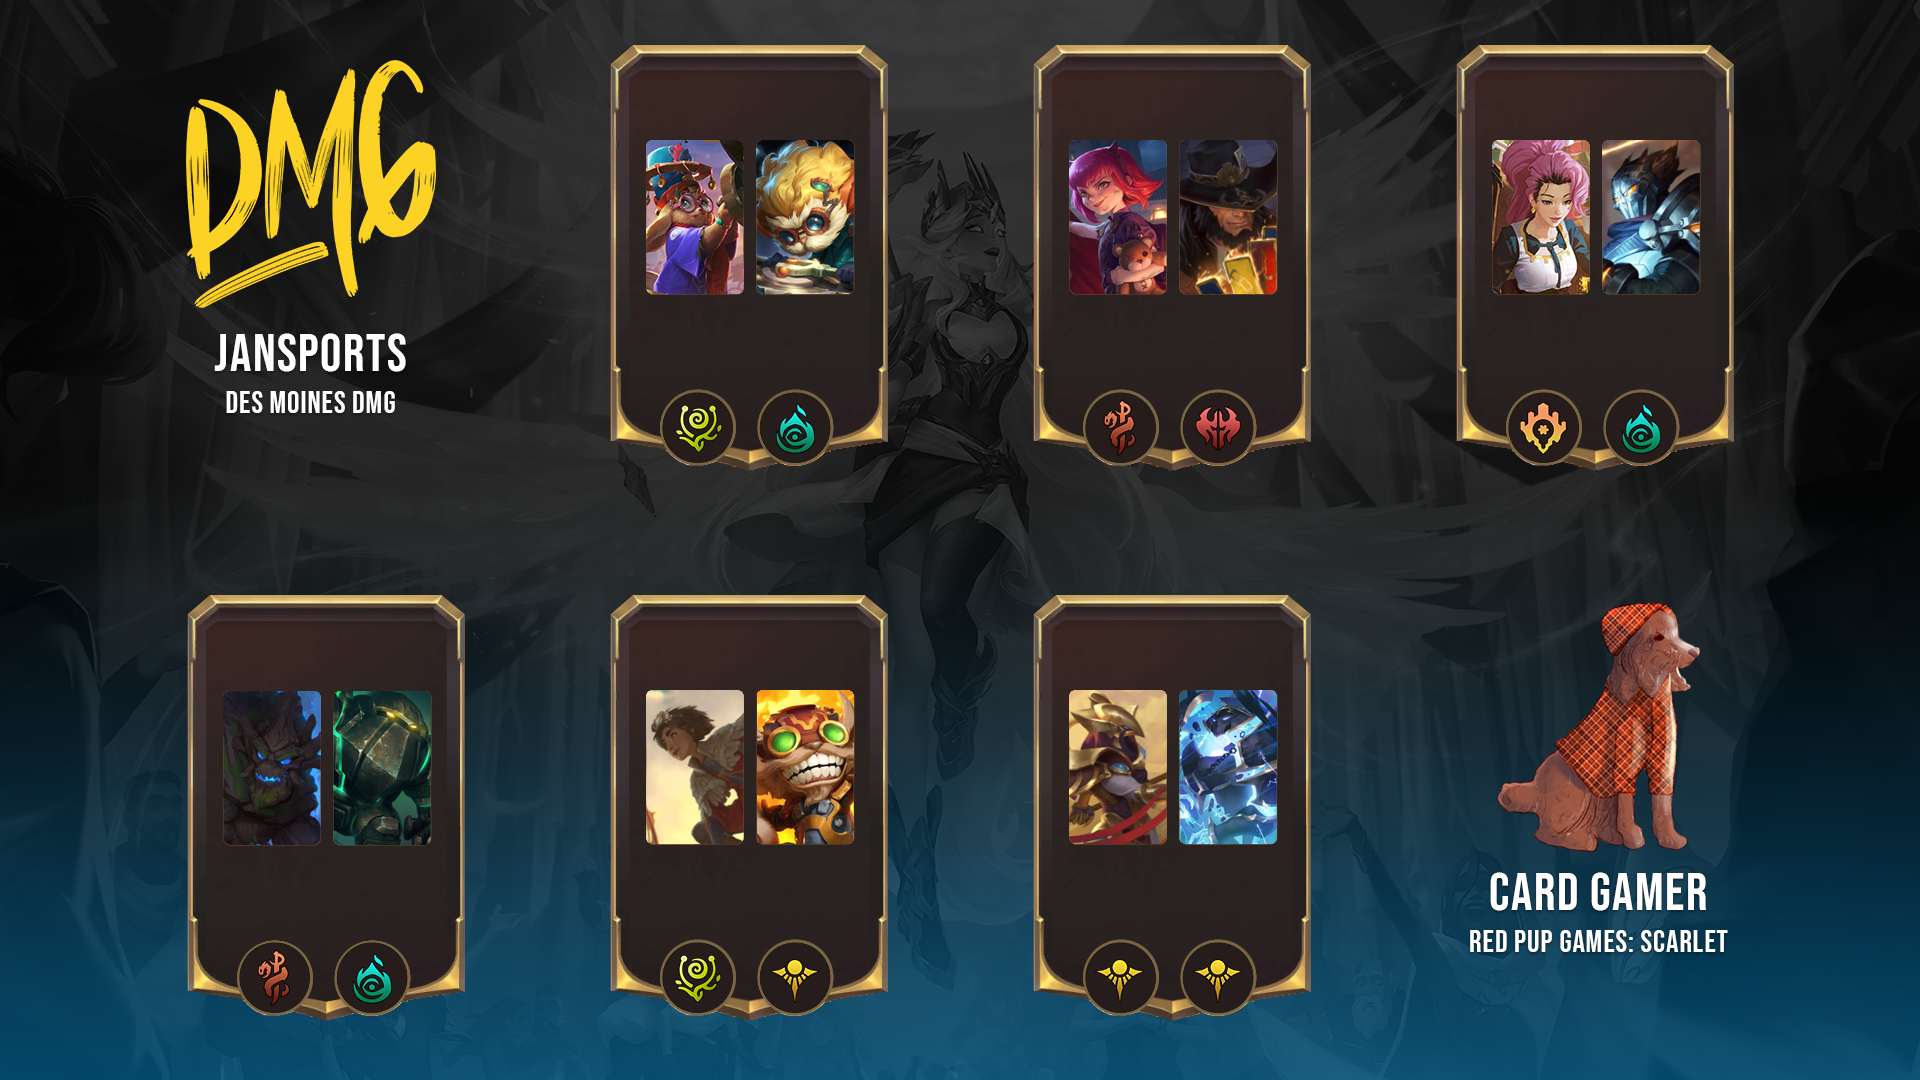 DMG
JANSPORTS
DES MOINES DMG
CARD GAMER
RED PUP GAMES: SCARLET